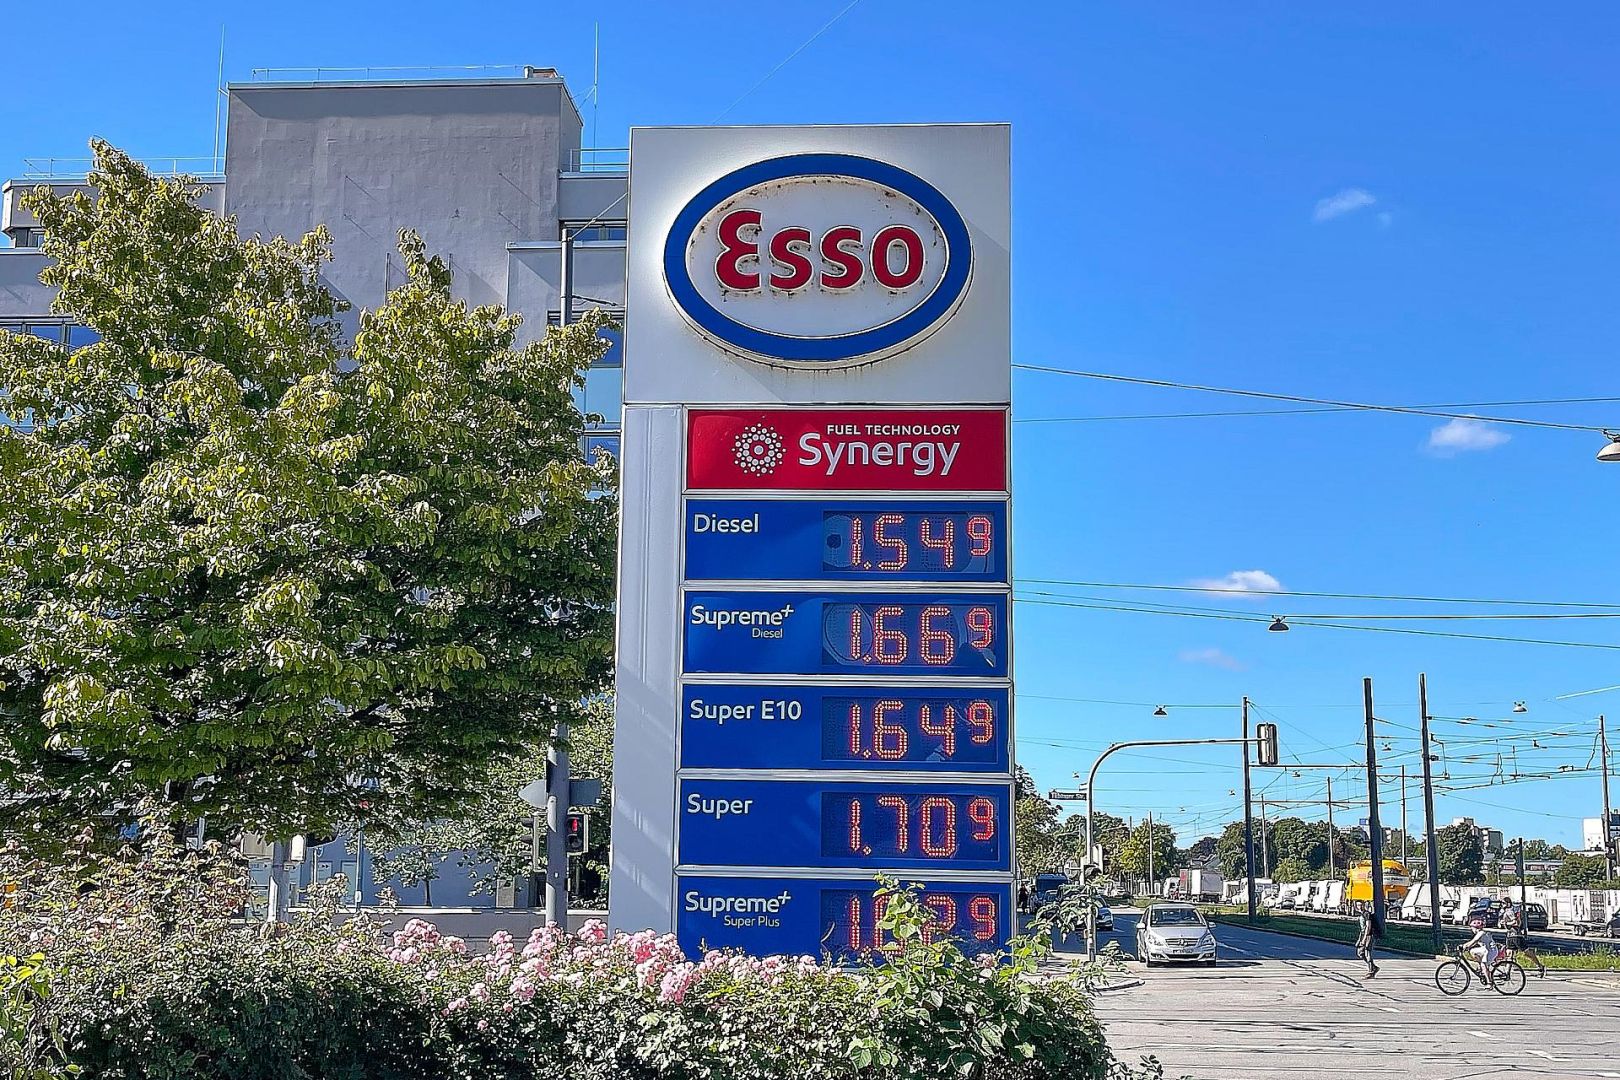 Esso
FUEL TECHNOLOGY
Synergy
Diesel 1.549
Supreme+ 1.669
Diesel
Super E10 1.649
Super 1.709
Supreme+
Super Plus